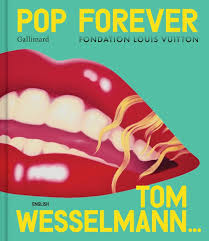 POP FOREVER
Gallimard FONDATION LOUIS VUITTON
ENGLISH
TOM
WESSELMANN...